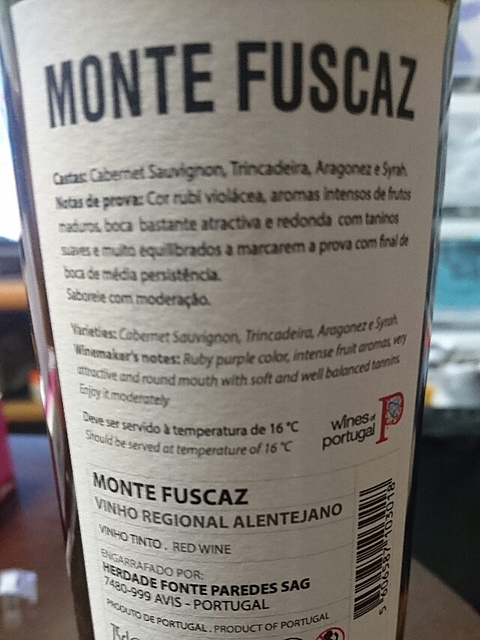 MONTE FUSCAZ
Castas: Cabernet Sauvignon, Trincadeira, Aragonez e Syrah.
Notas de prova: Cor rubi violácea, aromas intensos de frutos
maduros, boca bastante atractiva e redonda com taninos
suaves e muito equilibrados a marcarem a prova com final de
boca de média persistência.
Saboreie com moderação.
Varieties: Cabernet Sauvignon, Trincadeira, Aragonez e Syrah.
Winemaker's notes: Ruby purple color, intense fruit aromas, very
attractive and round mouth with soft and well balanced tannins.
Enjoy it moderately
Deve ser servido à temperatura de 16 °C
Should be served at temperature of 16 °C
wines of
portugal
MONTE FUSCAZ
VINHO REGIONAL ALENTEJANO
VINHO TINTO . RED WINE
ENGARRAFADO POR:
HERDADE FONTE PAREDES SAG
7480-999 AVIS - PORTUGAL
PRODUTO DE PORTUGAL . PRODUCT OF PORTUGAL
5 606587 103018